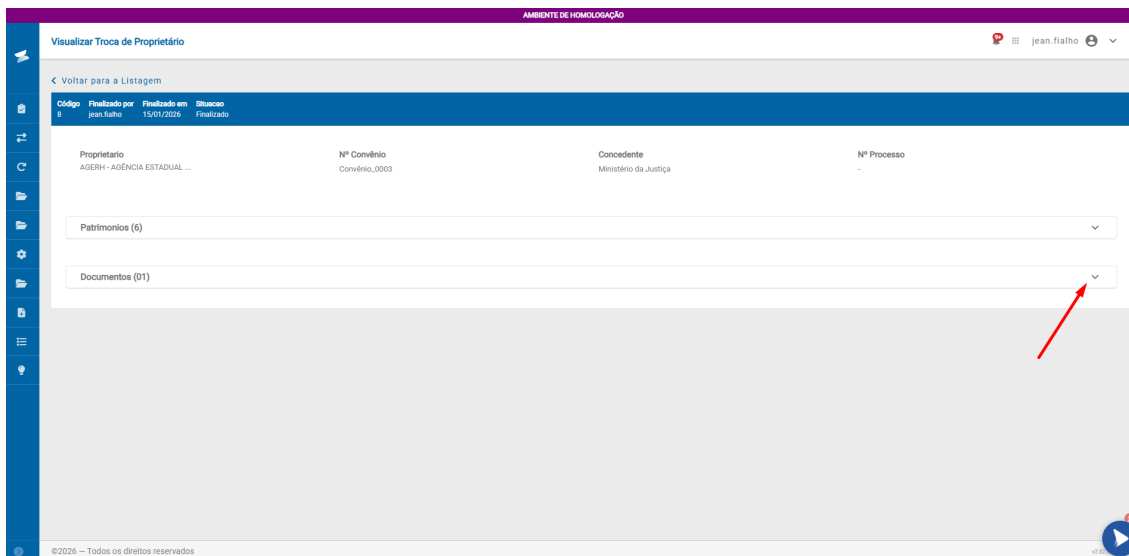 AMBIENTE DE HOMOLOGAÇÃO
Visualizar Troca de Proprietário
9+
jean.fialho
Voltar para a Listagem
Código Finalizado por Finalizado em Situacao
8 jean.fialho 15/01/2026 Finalizado
Proprietario Nº Convênio Concedente Nº Processo
AGERH - AGÊNCIA ESTADUAL ... Convênio_0003 Ministério da Justiça -
Patrimonios (6)
Documentos (01)
©2026 — Todos os direitos reservados